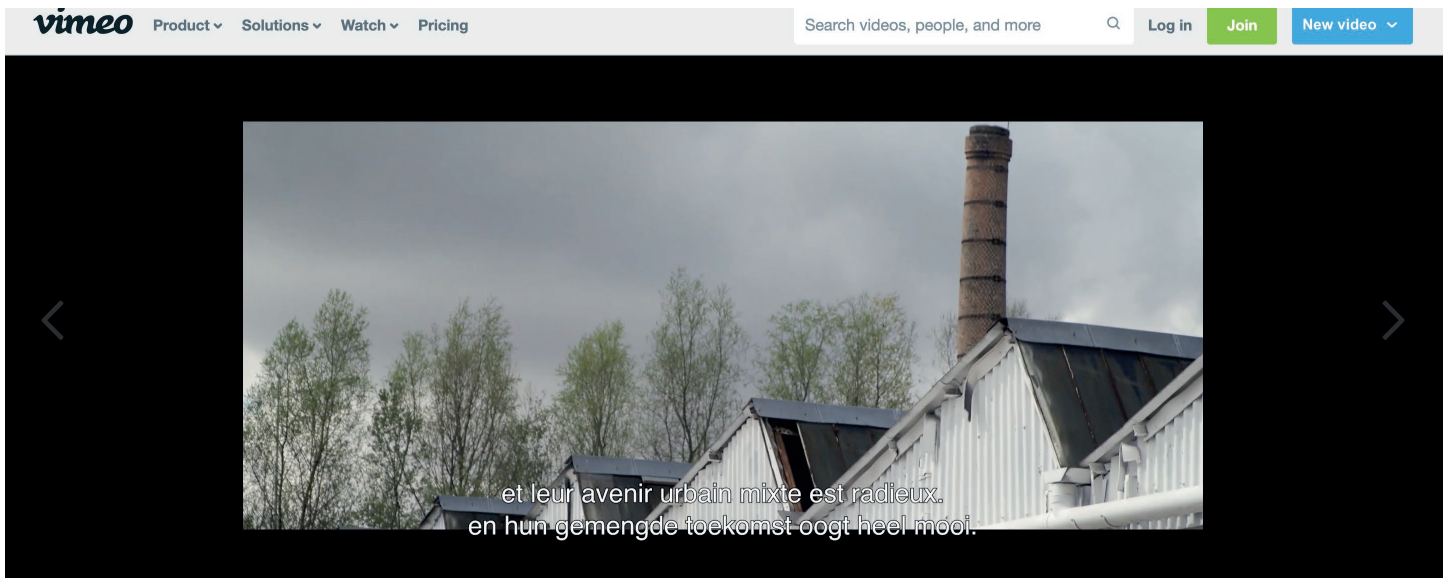 vimeo Product Solutions Watch Pricing Search videos, people, and more Log in Join New video
et leur avenir urbain mixte est radieux.
en hun gemengde toekomst oogt heel mooi.